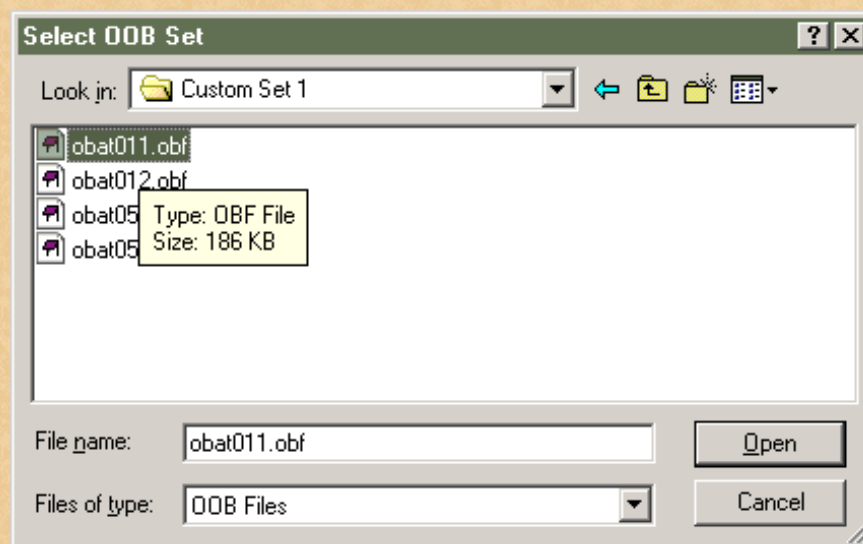 Select OOB Set
Look in: Custom Set 1
obat011.obf
obat012.obf
obat05
obat05
Type: OBF File
Size: 186 KB
File name: obat011.obf
Open
Files of type: OOB Files
Cancel